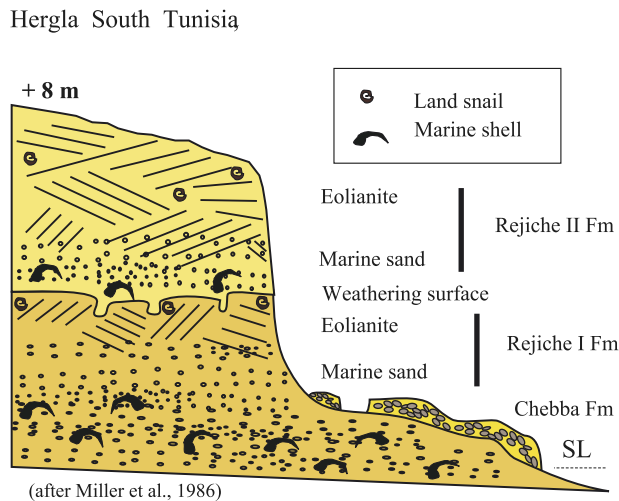 Hergla South Tunisia,
+ 8 m
Land snail
Marine shell
Eolianite
Rejiche II Fm
Marine sand
Weathering surface
Eolianite
Rejiche I Fm
Marine sand
Chebba Fm
SL
(after Miller et al., 1986)